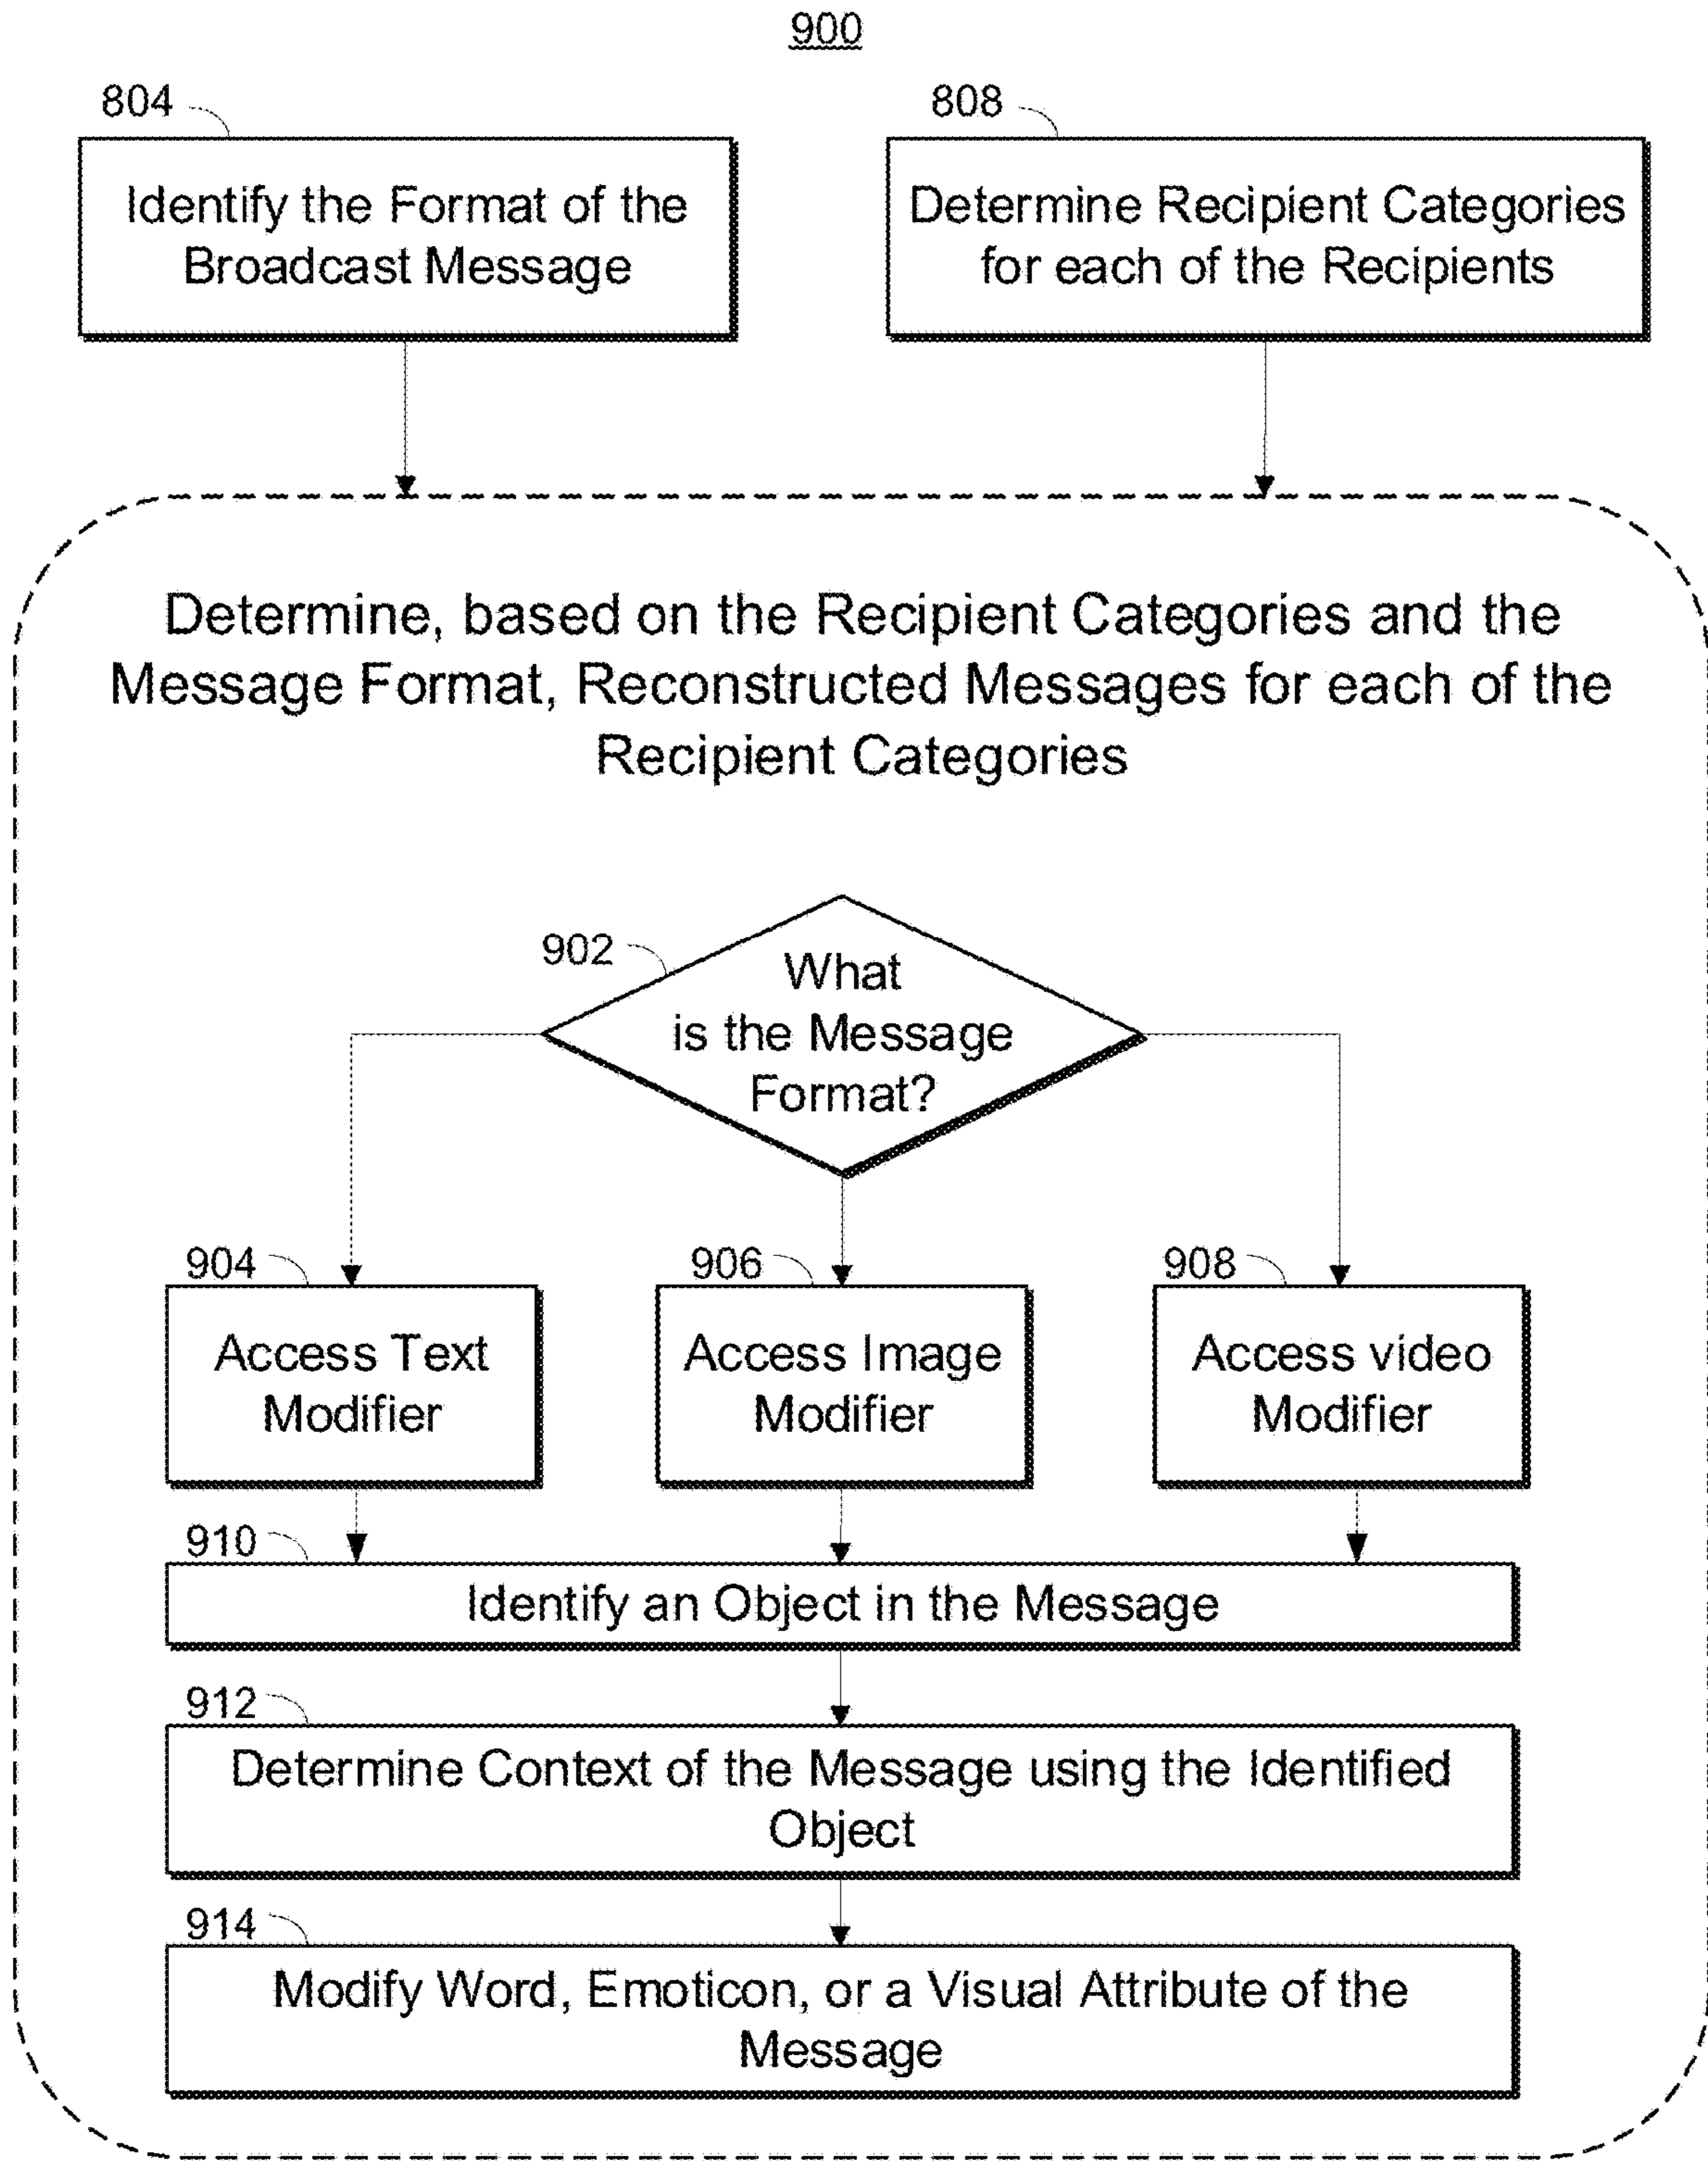 900
804
Identify the Format of the
Broadcast Message
808
Determine Recipient Categories
for each of the Recipients
Determine, based on the Recipient Categories and the
Message Format, Reconstructed Messages for each of the
Recipient Categories
902
What
is the Message
Format?
904
Access Text
Modifier
906
Access Image
Modifier
908
Access video
Modifier
910
Identify an Object in the Message
912
Determine Context of the Message using the Identified
Object
914
Modify Word, Emoticon, or a Visual Attribute of the
Message